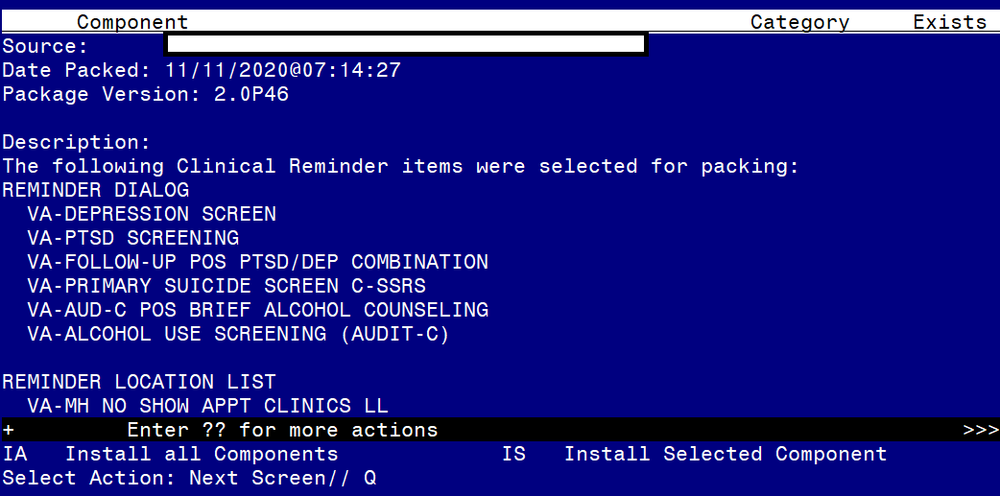 Component Category Exists
Source:
Date Packed: 11/11/2020@07:14:27
Package Version: 2.0P46
Description:
The following Clinical Reminder items were selected for packing:
REMINDER DIALOG
VA-DEPRESSION SCREEN
VA-PTSD SCREENING
VA-FOLLOW-UP POS PTSD/DEP COMBINATION
VA-PRIMARY SUICIDE SCREEN C-SSRS
VA-AUD-C POS BRIEF ALCOHOL COUNSELING
VA-ALCOHOL USE SCREENING (AUDIT-C)
REMINDER LOCATION LIST
VA-MH NO SHOW APPT CLINICS LL
+ Enter ?? for more actions >>>
IA Install all Components IS Install Selected Component
Select Action: Next Screen// Q